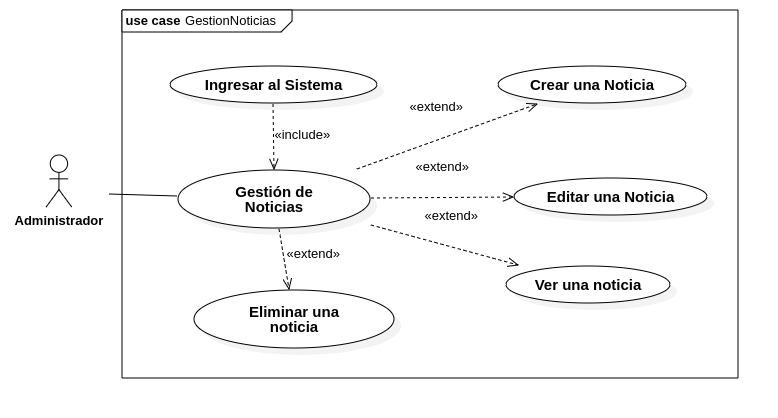 use case GestionNoticias
Ingresar al Sistema
Crear una Noticia
«extend»
«include»
«extend»
Gestión de
Noticias
Editar una Noticia
Administrador
«extend»
«extend»
Ver una noticia
Eliminar una
noticia